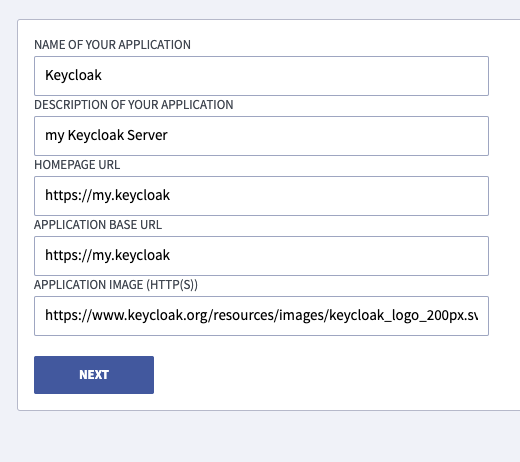 NAME OF YOUR APPLICATION
Keycloak
DESCRIPTION OF YOUR APPLICATION
my Keycloak Server
HOMEPAGE URL
https://my.keycloak
APPLICATION BASE URL
https://my.keycloak
APPLICATION IMAGE (HTTP(S))
https://www.keycloak.org/resources/images/keycloak_logo_200px.sv
NEXT